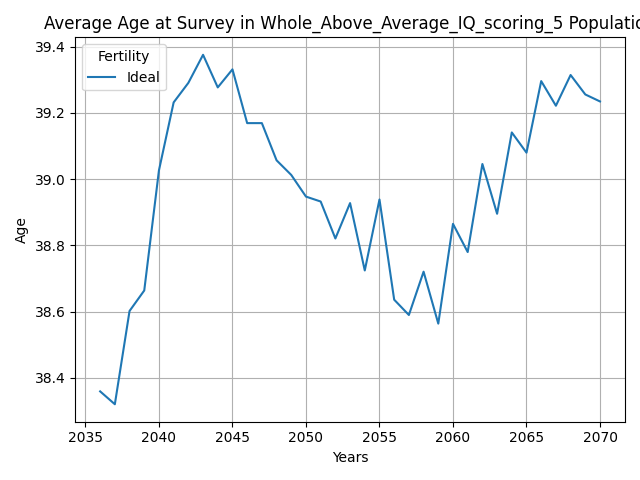 Average Age at Survey in Whole_Above_Average_IQ_scoring_5 Populatio
Fertility
Ideal
39.4
39.2
39.0
38.8
38.6
38.4
Age
2035 2040 2045 2050 2055 2060 2065 2070
Years